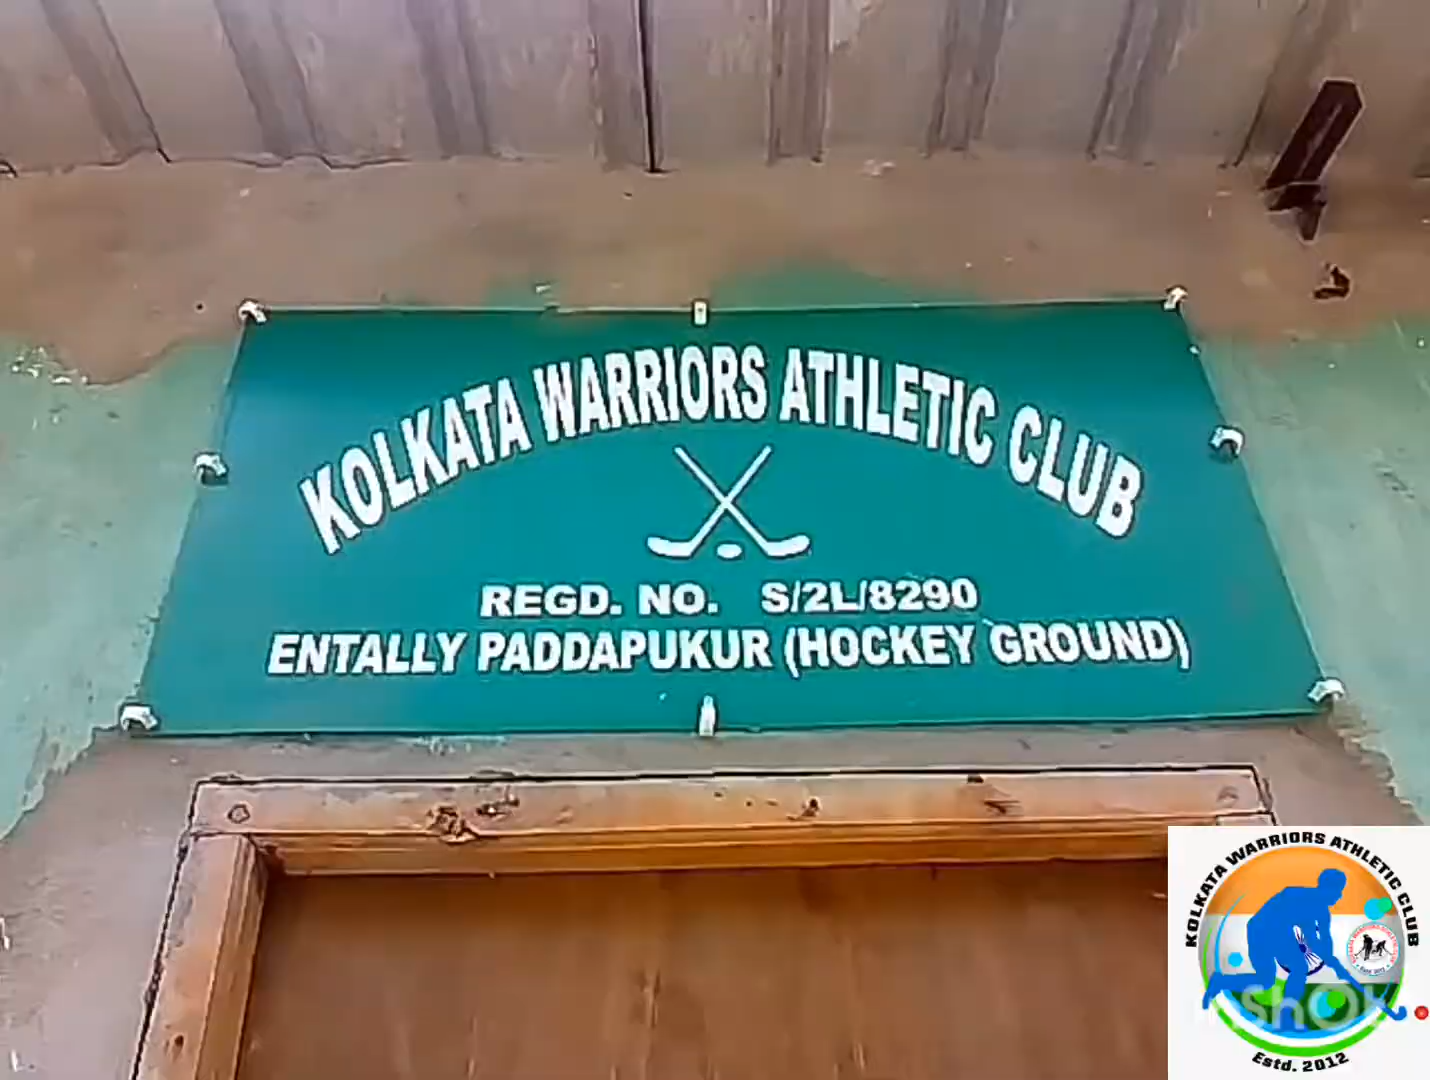 KOLKATA WARRIORS ATHLETIC CLUB
REGD. NO. S/2L/8290
ENTALLY PADDAPUKUR (HOCKEY GROUND)
KOLKATA WARRIORS ATHLETIC CLUB
Estd. 2012